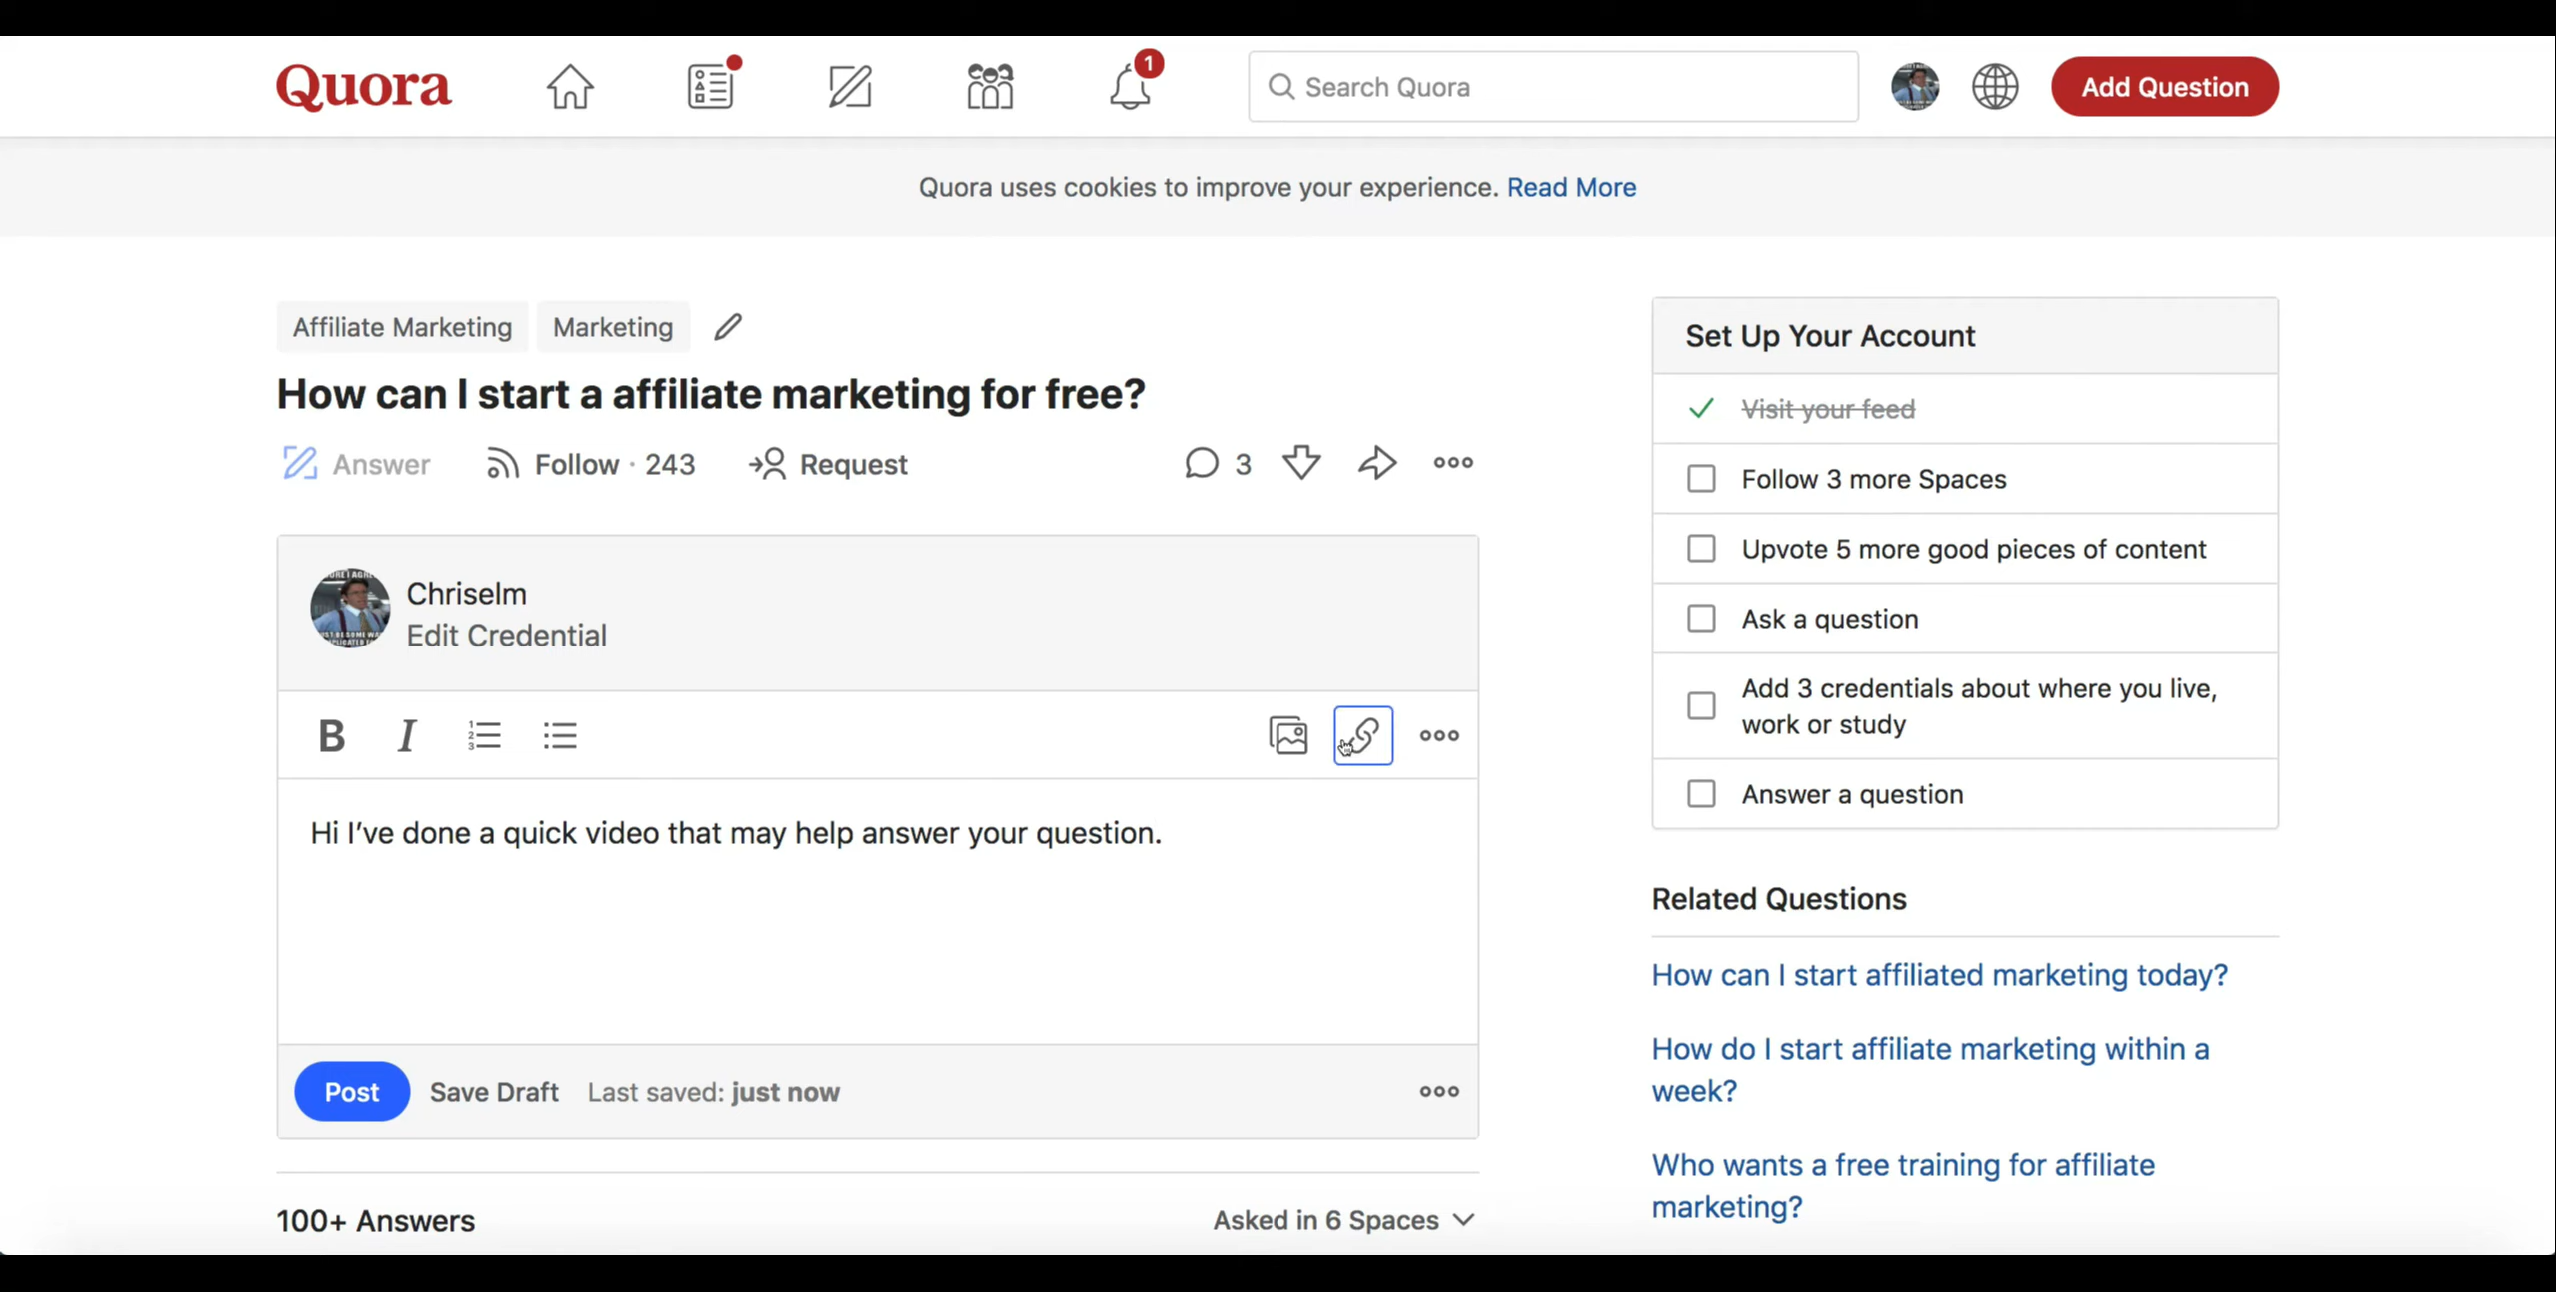 Quora
1
Search Quora
Add Question
Quora uses cookies to improve your experience. Read More
Affiliate Marketing
Marketing
How can I start a affiliate marketing for free?
Answer
Follow · 243
Request
3
Chriselm
Edit Credential
B
I
Hi I’ve done a quick video that may help answer your question.
Post
Save Draft
Last saved: just now
100+ Answers
Asked in 6 Spaces
Set Up Your Account
Visit your feed
Follow 3 more Spaces
Upvote 5 more good pieces of content
Ask a question
Add 3 credentials about where you live,
work or study
Answer a question
Related Questions
How can I start affiliated marketing today?
How do I start affiliate marketing within a
week?
Who wants a free training for affiliate
marketing?